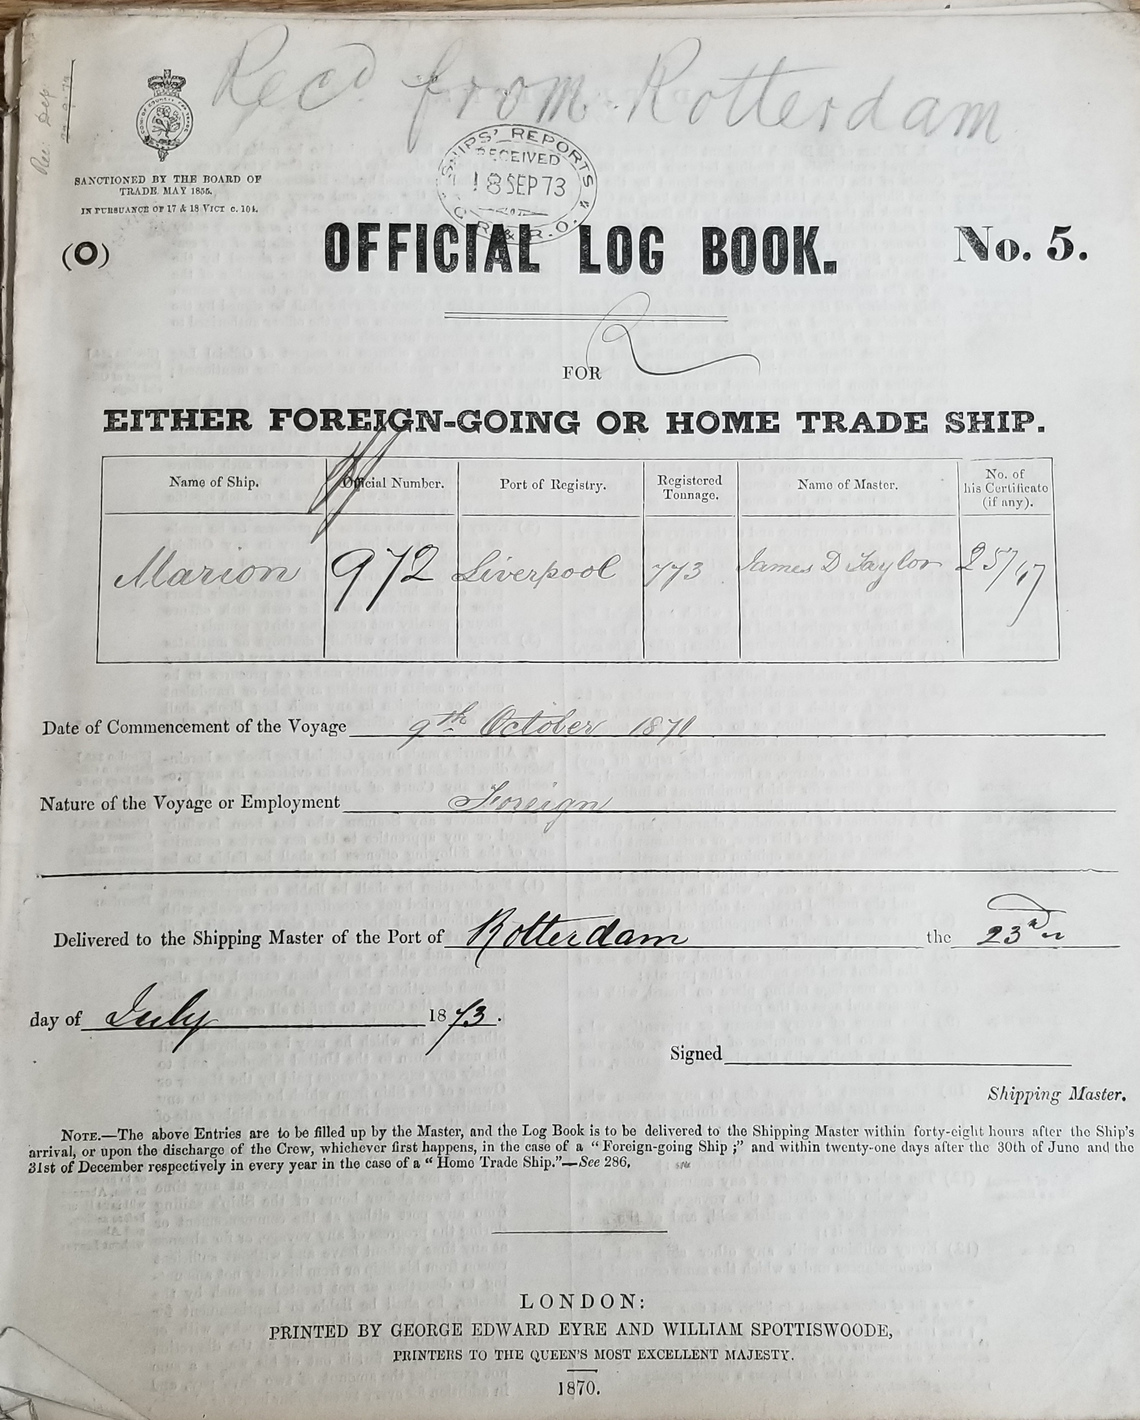 Recd from Rotterdam
SHIPS' REPORTS
RECEIVED
18 SEP 73
SANCTIONED BY THE BOARD OF
TRADE MAY 1855.
IN PURSUANCE OF 17 & 18 VICT c. 104.
(O)
OFFICIAL LOG BOOK.
No. 5.
FOR
EITHER FOREIGN-GOING OR HOME TRADE SHIP.
Name of Ship. Official Number. Port of Registry. Registered Tonnage. Name of Master. No. of his Certificate (if any).
Marion 972 Liverpool 773 James D Taylor
Date of Commencement of the Voyage 9th October 1871
Nature of the Voyage or Employment Foreign
Delivered to the Shipping Master of the Port of Rotterdam the 23rd
day of July 1873.
Signed
Shipping Master.
NOTE.—The above Entries are to be filled up by the Master, and the Log Book is to be delivered to the Shipping Master within forty-eight hours after the Ship's
arrival, or upon the discharge of the Crew, whichever first happens, in the case of a "Foreign-going Ship;" and within twenty-one days after the 30th of June and the
31st of December respectively in every year in the case of a "Home Trade Ship."—See 286.
LONDON:
PRINTED BY GEORGE EDWARD EYRE AND WILLIAM SPOTTISWOODE,
PRINTERS TO THE QUEEN'S MOST EXCELLENT MAJESTY.
1870.